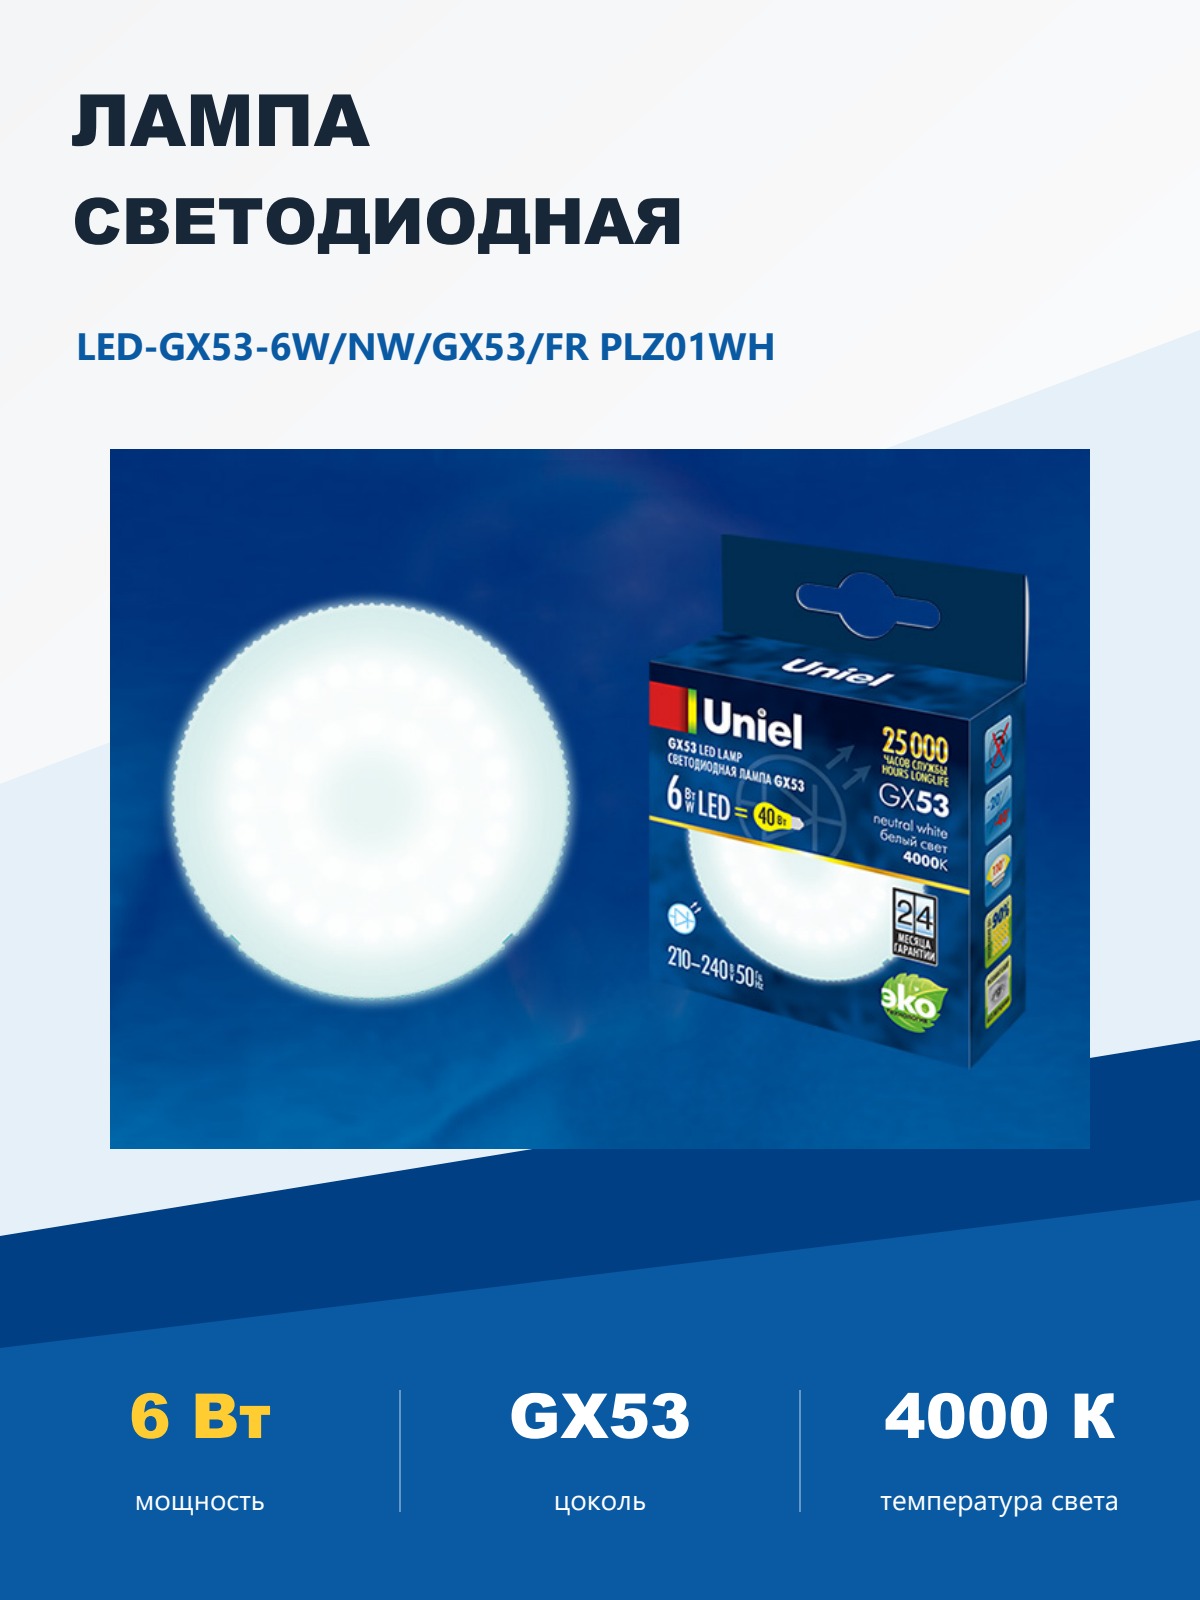 ЛАМПА
СВЕТОДИОДНАЯ
LED-GX53-6W/NW/GX53/FR PLZ01WH
Uniel
Uniel
GX53 LED LAMP
СВЕТОДИОДНАЯ ЛАМПА GX53
6 Вт W LED = 40 Вт
25000
ЧАСОВ СЛУЖБЫ
HOURS LONGLIFE
GX53
neutral white
белый свет
4000K
24
МЕСЯЦА
ГАРАНТИИ
210–240 В V 50 Гц Hz
эко
90%
6 Вт
мощность
GX53
цоколь
4000 К
температура света